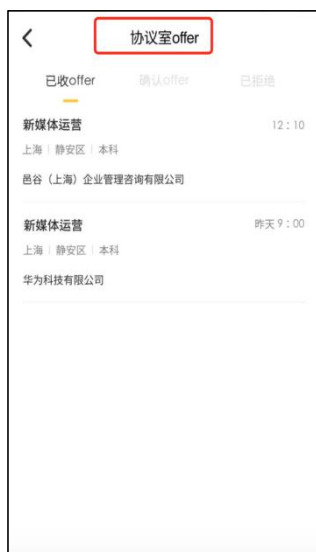 协议室offer
已收offer 确认offer 已拒绝
新媒体运营 12：10
上海 | 静安区 | 本科
邑谷（上海）企业管理咨询有限公司
新媒体运营 昨天 9：00
上海 | 静安区 | 本科
华为科技有限公司